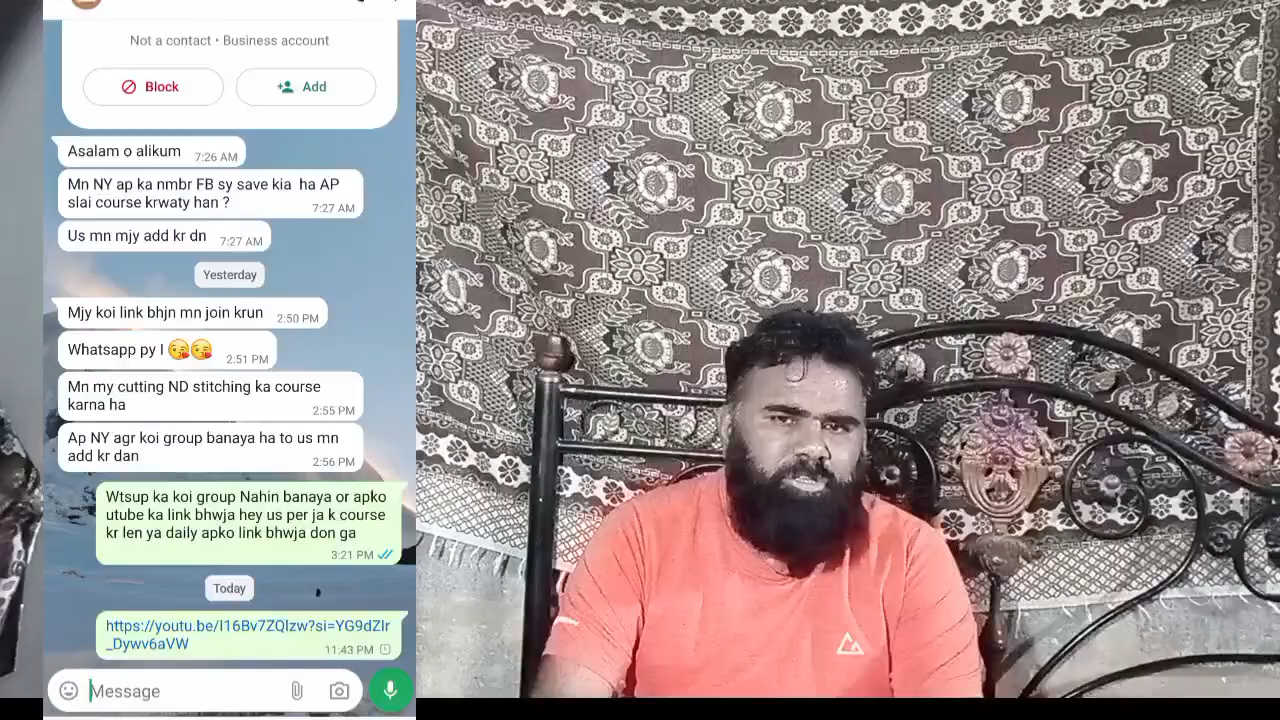 Not a contact • Business account
Block
Add
Asalam o alikum
7:26 AM
Mn NY ap ka nmbr FB sy save kia ha AP
slai course krwaty han ?
7:27 AM
Us mn mjy add kr dn
7:27 AM
Yesterday
Mjy koi link bhjn mn join krun
2:50 PM
Whatsapp py I 😘😘
2:51 PM
Mn my cutting ND stitching ka course
karna ha
2:55 PM
Ap NY agr koi group banaya ha to us mn
add kr dan
2:56 PM
Wtsup ka koi group Nahin banaya or apko
utube ka link bhwja hey us per ja k course
kr len ya daily apko link bhwja don ga
3:21 PM
Today
https://youtu.be/I16Bv7ZQlzw?si=YG9dZIr
_Dywv6aVW
11:43 PM
Message